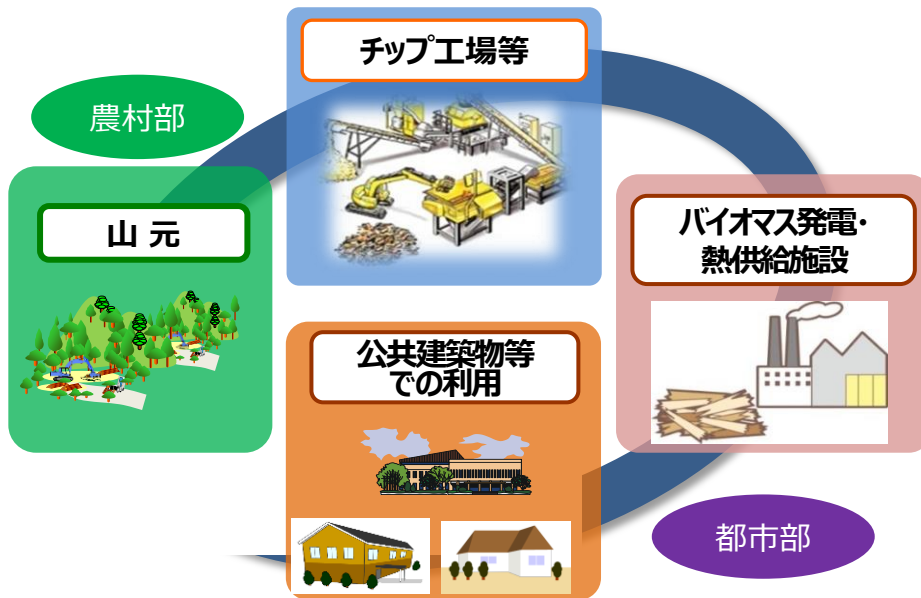 チップ工場等
農村部
山 元
バイオマス発電・
熱供給施設
公共建築物等
での利用
都市部